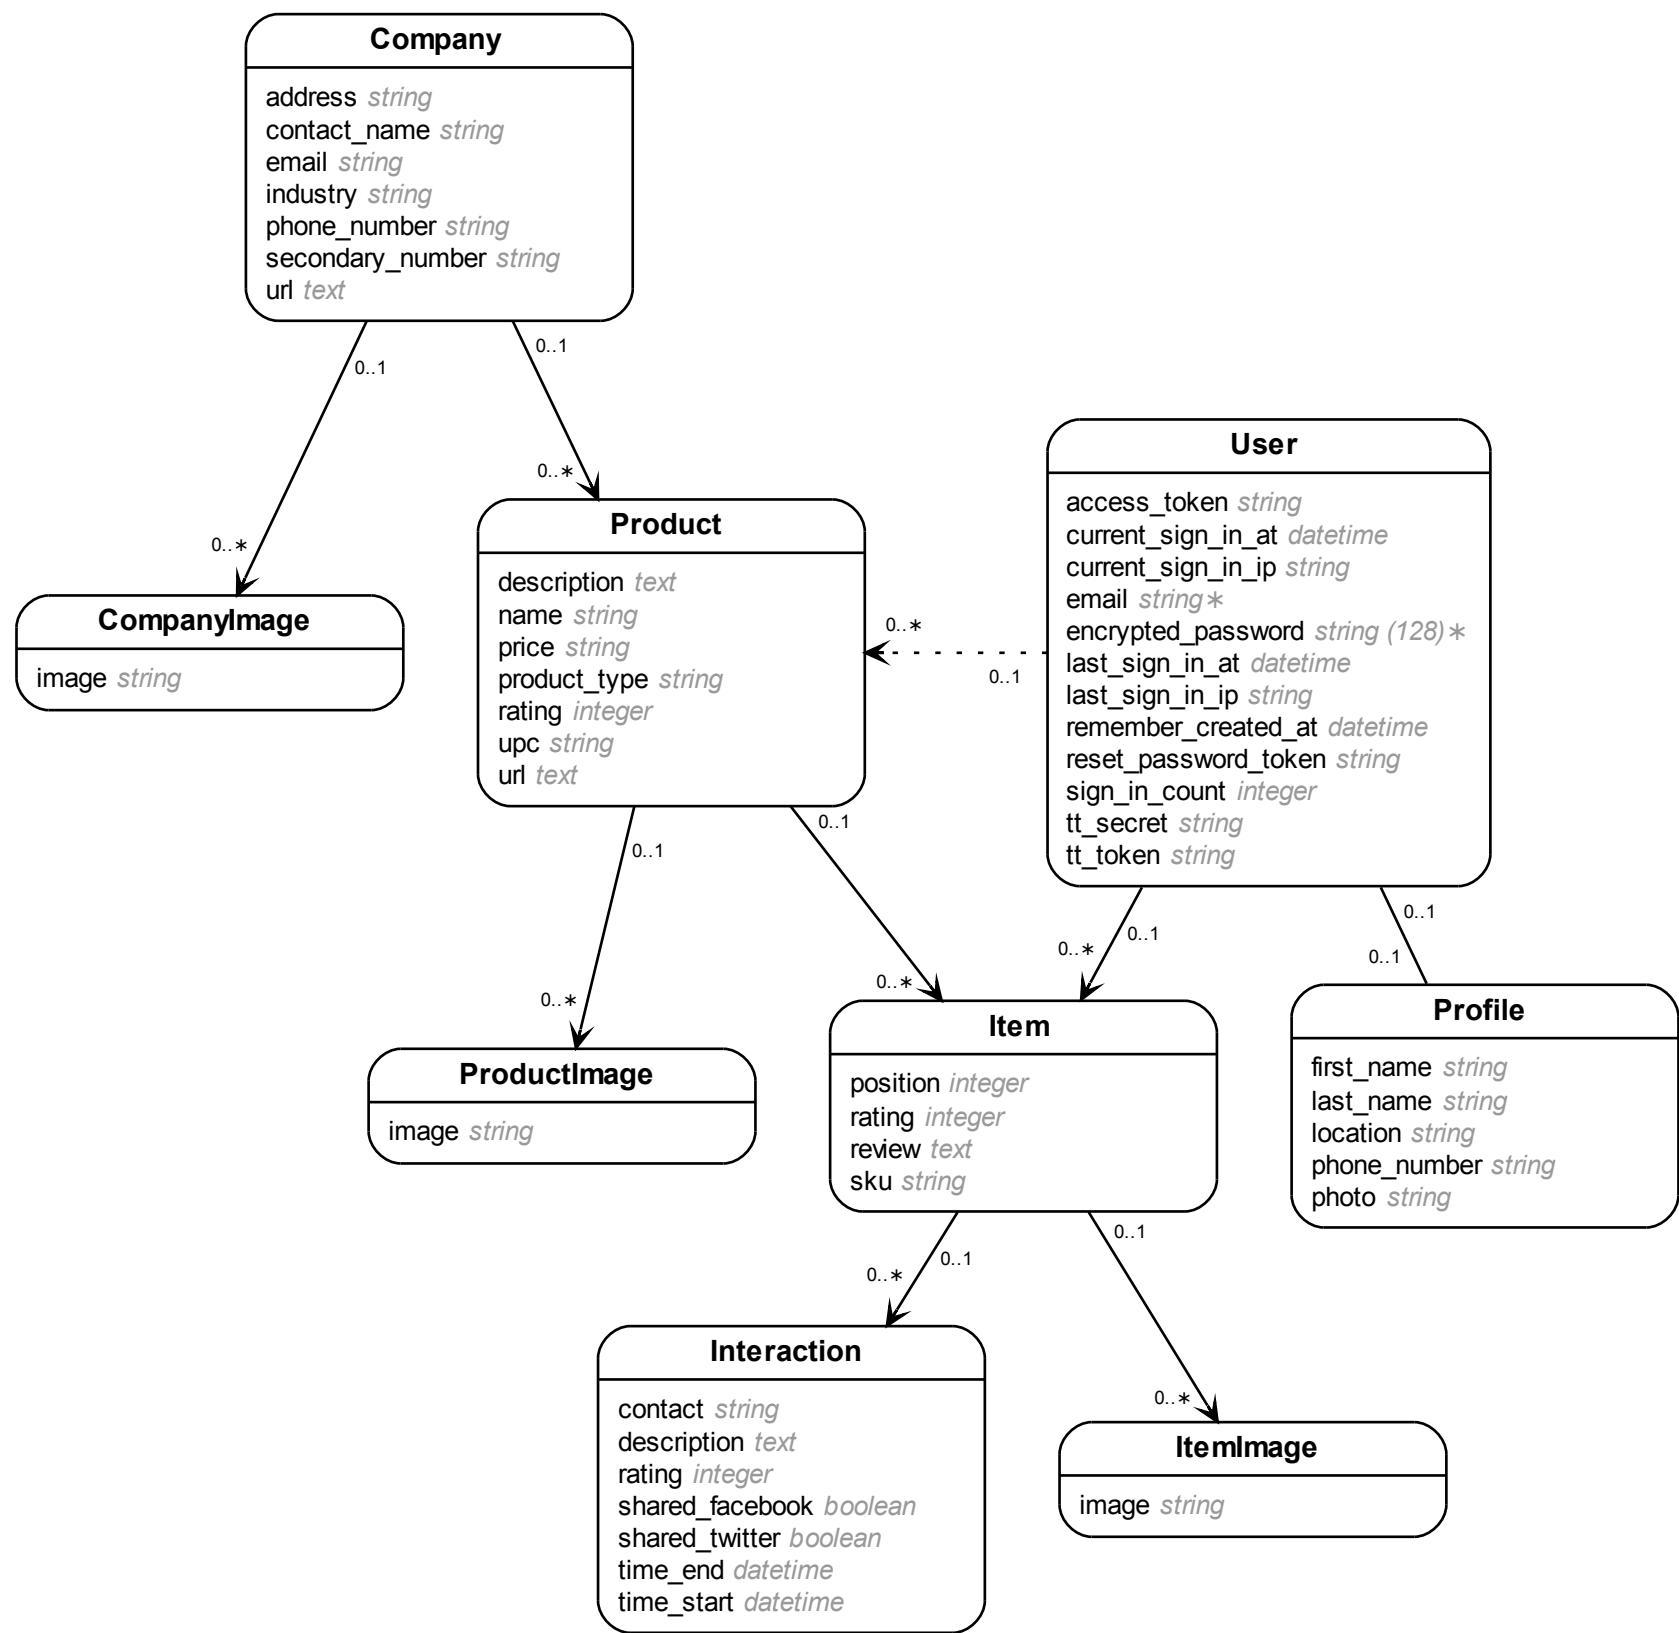 Company
address string
contact_name string
email string
industry string
phone_number string
secondary_number string
url text
0..1
0..1
0..∗
0..∗
CompanyImage
image string
Product
description text
name string
price string
product_type string
rating integer
upc string
url text
User
access_token string
current_sign_in_at datetime
current_sign_in_ip string
email string∗
encrypted_password string (128)∗
last_sign_in_at datetime
last_sign_in_ip string
remember_created_at datetime
reset_password_token string
sign_in_count integer
tt_secret string
tt_token string
0..∗
0..1
0..1
0..1
0..∗
0..∗
0..∗
0..1
0..1
0..1
ProductImage
image string
Item
position integer
rating integer
review text
sku string
Profile
first_name string
last_name string
location string
phone_number string
photo string
0..∗
0..1
0..1
0..∗
Interaction
contact string
description text
rating integer
shared_facebook boolean
shared_twitter boolean
time_end datetime
time_start datetime
ItemImage
image string